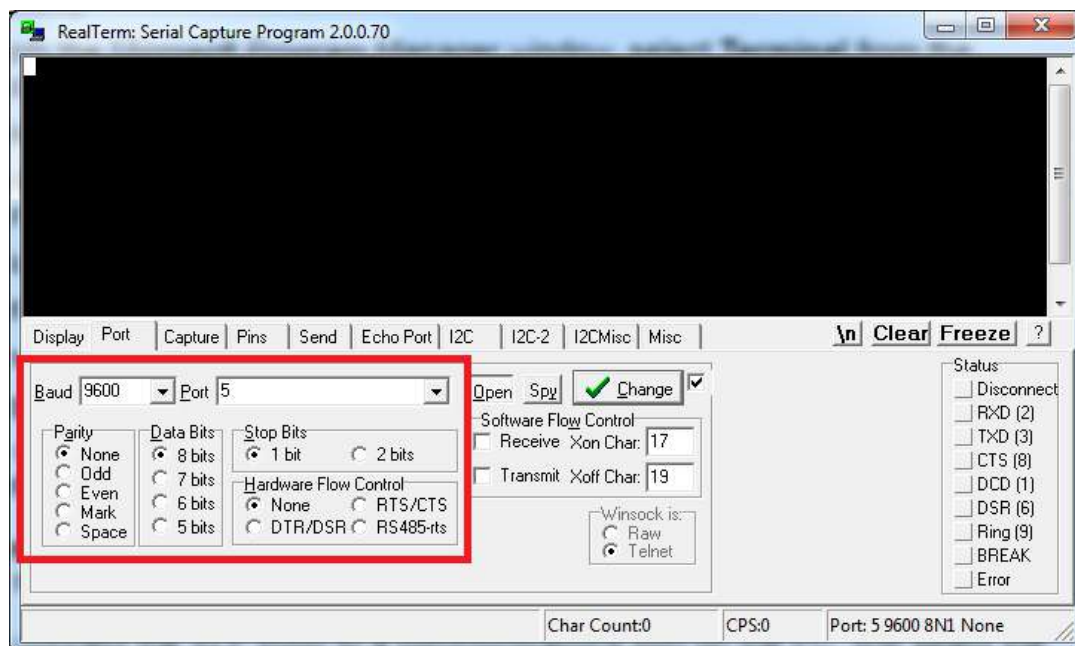 RealTerm: Serial Capture Program 2.0.0.70
Display Port Capture Pins Send Echo Port I2C I2C-2 I2CMisc Misc \n Clear Freeze ?
Baud 9600 Port 5 Open Spy Change
Parity
None
Odd
Even
Mark
Space
Data Bits
8 bits
7 bits
6 bits
5 bits
Stop Bits
1 bit 2 bits
Hardware Flow Control
None RTS/CTS
DTR/DSR RS485-rts
Software Flow Control
Receive Xon Char: 17
Transmit Xoff Char: 19
Winsock is:
Raw
Telnet
Status
Disconnect
RXD (2)
TXD (3)
CTS (8)
DCD (1)
DSR (6)
Ring (9)
BREAK
Error
Char Count:0 CPS:0 Port: 5 9600 8N1 None